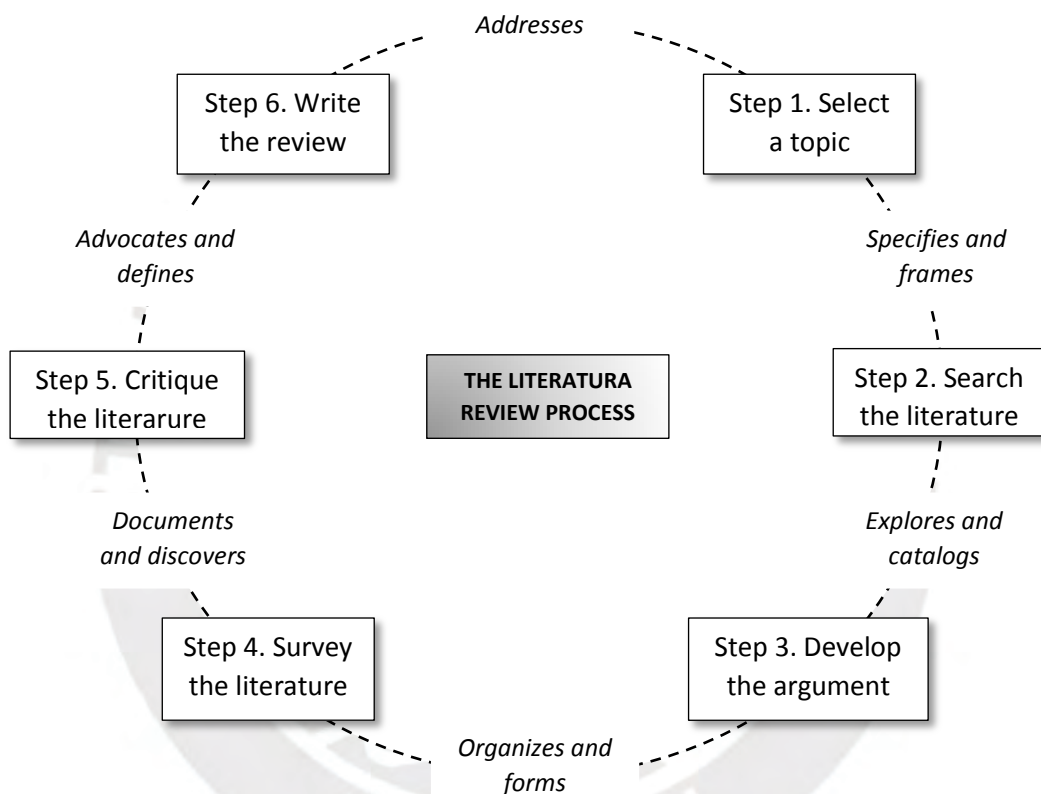 Addresses
Step 6. Write
the review
Step 1. Select
a topic
Advocates and
defines
Specifies and
frames
Step 5. Critique
the literarure
THE LITERATURA
REVIEW PROCESS
Step 2. Search
the literature
Documents
and discovers
Explores and
catalogs
Step 4. Survey
the literature
Step 3. Develop
the argument
Organizes and
forms